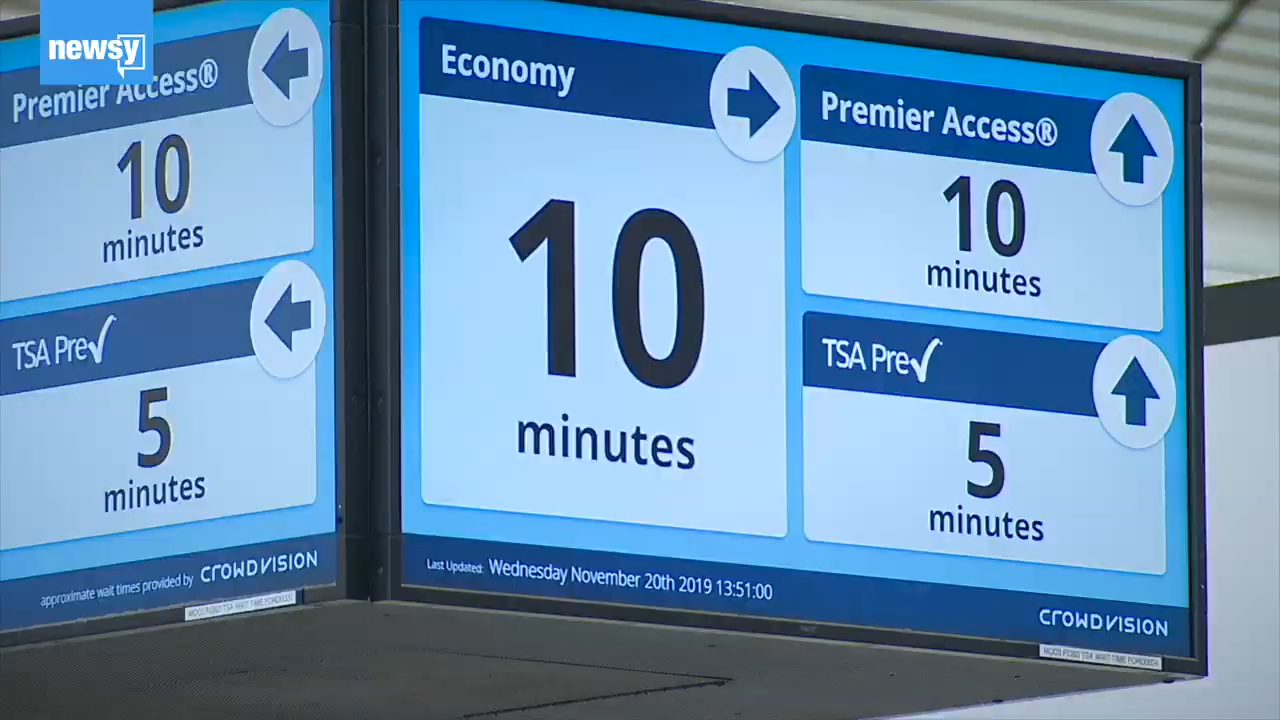 newsy
Premier Access®
10
minutes
TSA Pre✓
5
minutes
approximate wait times provided by CROWDVISION
Economy
10
minutes
Premier Access®
10
minutes
TSA Pre✓
5
minutes
Last Updated: Wednesday November 20th 2019 13:51:00
CROWDVISION